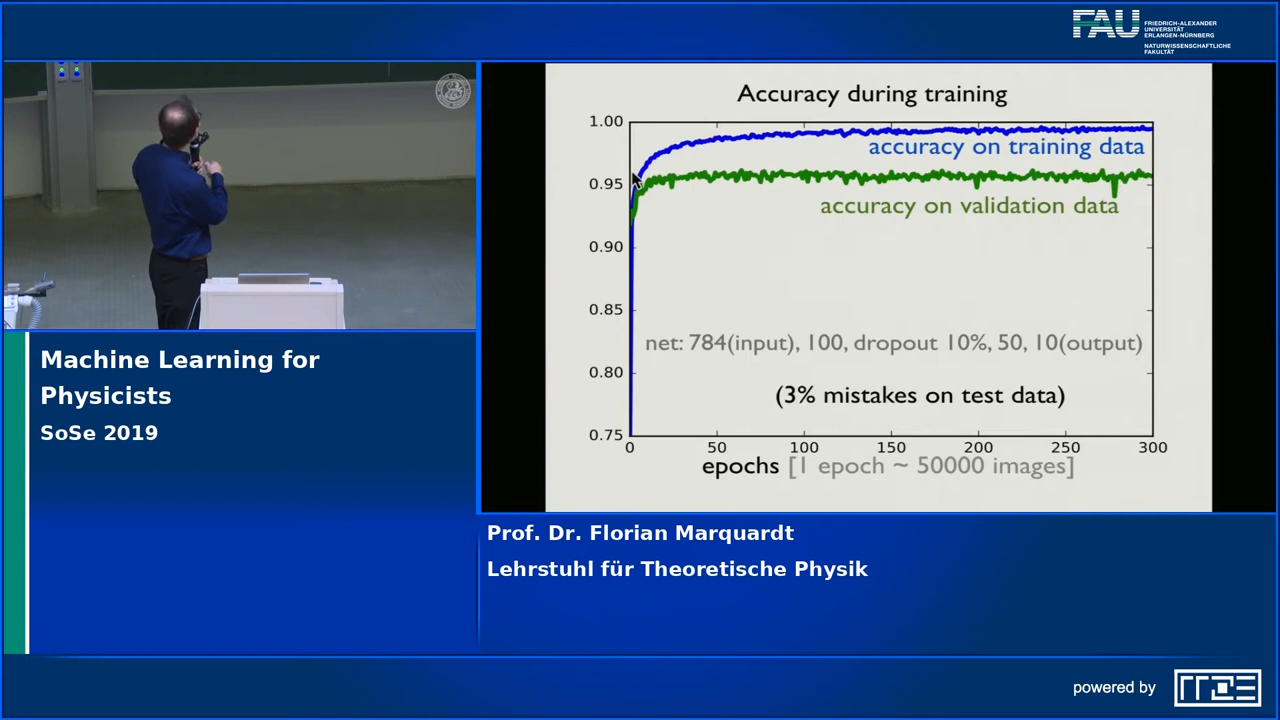 FAU
FRIEDRICH-ALEXANDER
UNIVERSITÄT
ERLANGEN-NÜRNBERG
NATURWISSENSCHAFTLICHE
FAKULTÄT
Accuracy during training
1.00
accuracy on training data
0.95
accuracy on validation data
0.90
0.85
net: 784(input), 100, dropout 10%, 50, 10(output)
0.80
(3% mistakes on test data)
0.75
0 50 100 150 200 250 300
epochs [1 epoch ~ 50000 images]
Machine Learning for
Physicists
SoSe 2019
Prof. Dr. Florian Marquardt
Lehrstuhl für Theoretische Physik
powered by